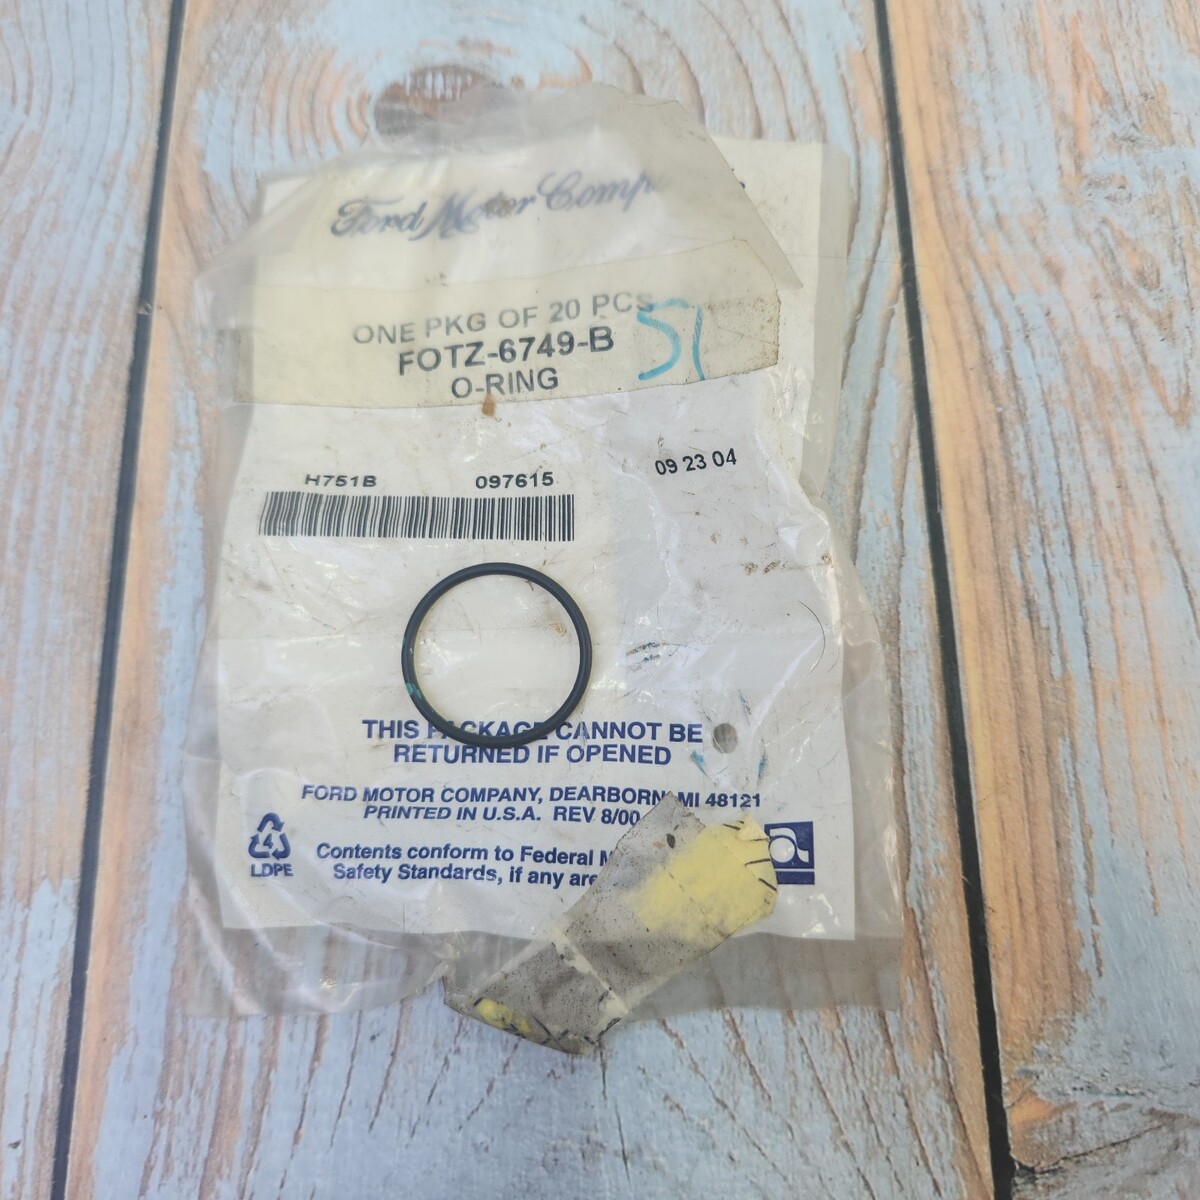 Ford Motor Comp
ONE PKG OF 20 PCS
FOTZ-6749-B
O-RING
51
H751B 097615 09 23 04
THIS PACKAGE CANNOT BE
RETURNED IF OPENED
FORD MOTOR COMPANY, DEARBORN, MI 48121
PRINTED IN U.S.A. REV 8/00
4
LDPE
Contents conform to Federal M
Safety Standards, if any are